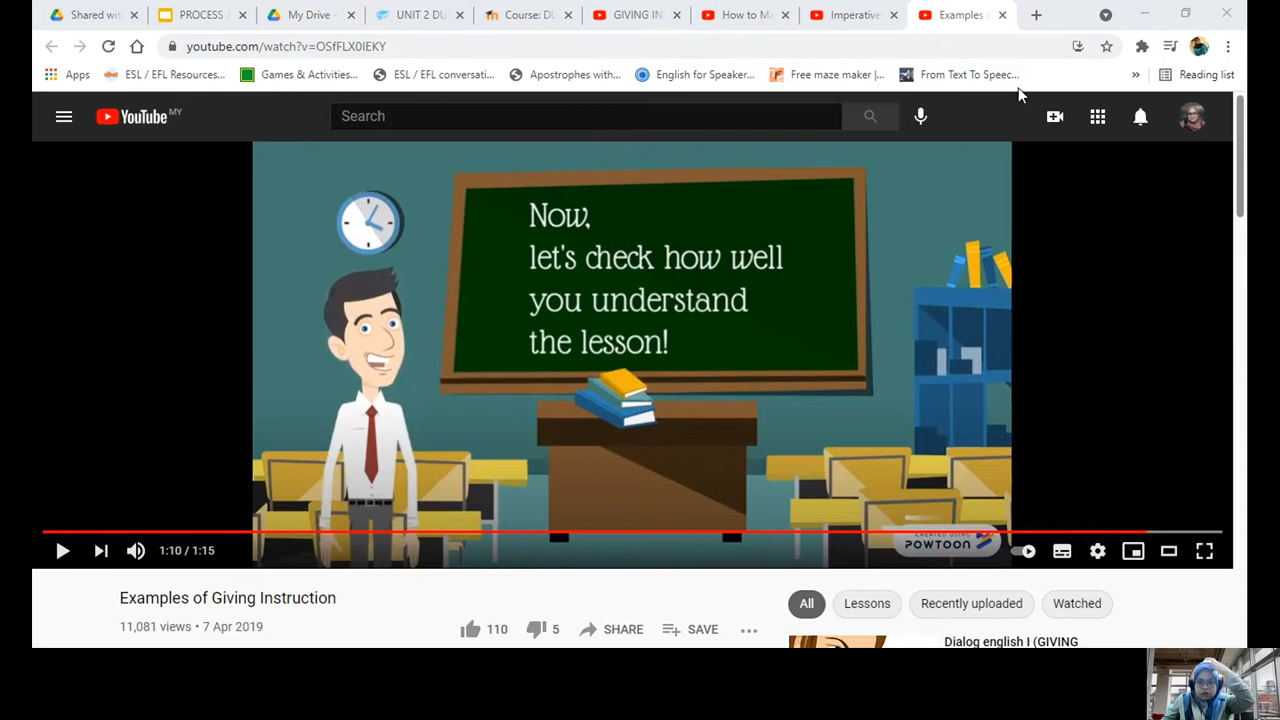 Shared wit
PROCESS
My Drive -
UNIT 2 DU
Course: DU
GIVING IN
How to Ma
Imperative
Examples o
youtube.com/watch?v=OSfFLX0IEKY
Apps
ESL / EFL Resources...
Games & Activities...
ESL / EFL conversati...
Apostrophes with...
English for Speaker...
Free maze maker |...
From Text To Speec...
»
Reading list
YouTube MY
Search
Now,
let's check how well
you understand
the lesson!
CREATED USING
POWTOON
1:10 / 1:15
Examples of Giving Instruction
11,081 views • 7 Apr 2019
110
5
SHARE
SAVE
All
Lessons
Recently uploaded
Watched
Dialog english I (GIVING